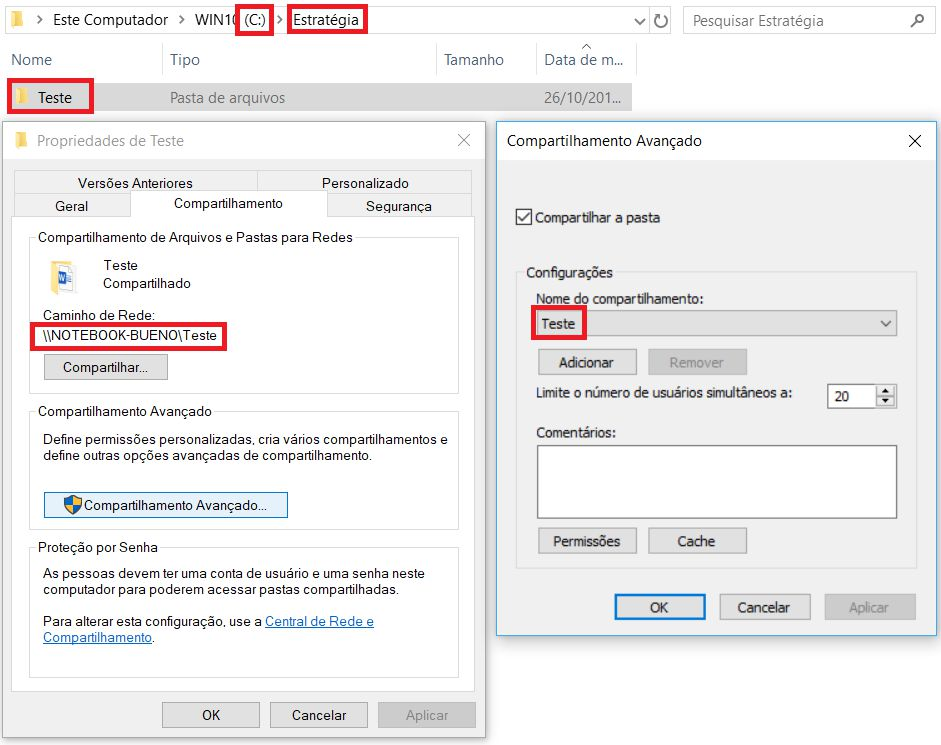 Este Computador > WIN10 (C:) > Estratégia
Pesquisar Estratégia
Nome Tipo Tamanho Data de m...
Teste Pasta de arquivos 26/10/201...
Propriedades de Teste
Versões Anteriores Personalizado
Geral Compartilhamento Segurança
Compartilhamento de Arquivos e Pastas para Redes
Teste
Compartilhado
Caminho de Rede:
\\NOTEBOOK-BUENO\Teste
Compartilhar...
Compartilhamento Avançado
Define permissões personalizadas, cria vários compartilhamentos e
define outras opções avançadas de compartilhamento.
Compartilhamento Avançado...
Proteção por Senha
As pessoas devem ter uma conta de usuário e uma senha neste
computador para poderem acessar pastas compartilhadas.
Para alterar esta configuração, use a Central de Rede e
Compartilhamento.
OK Cancelar Aplicar
Compartilhamento Avançado
Compartilhar a pasta
Configurações
Nome do compartilhamento:
Teste
Adicionar Remover
Limite o número de usuários simultâneos a: 20
Comentários:
Permissões Cache
OK Cancelar Aplicar